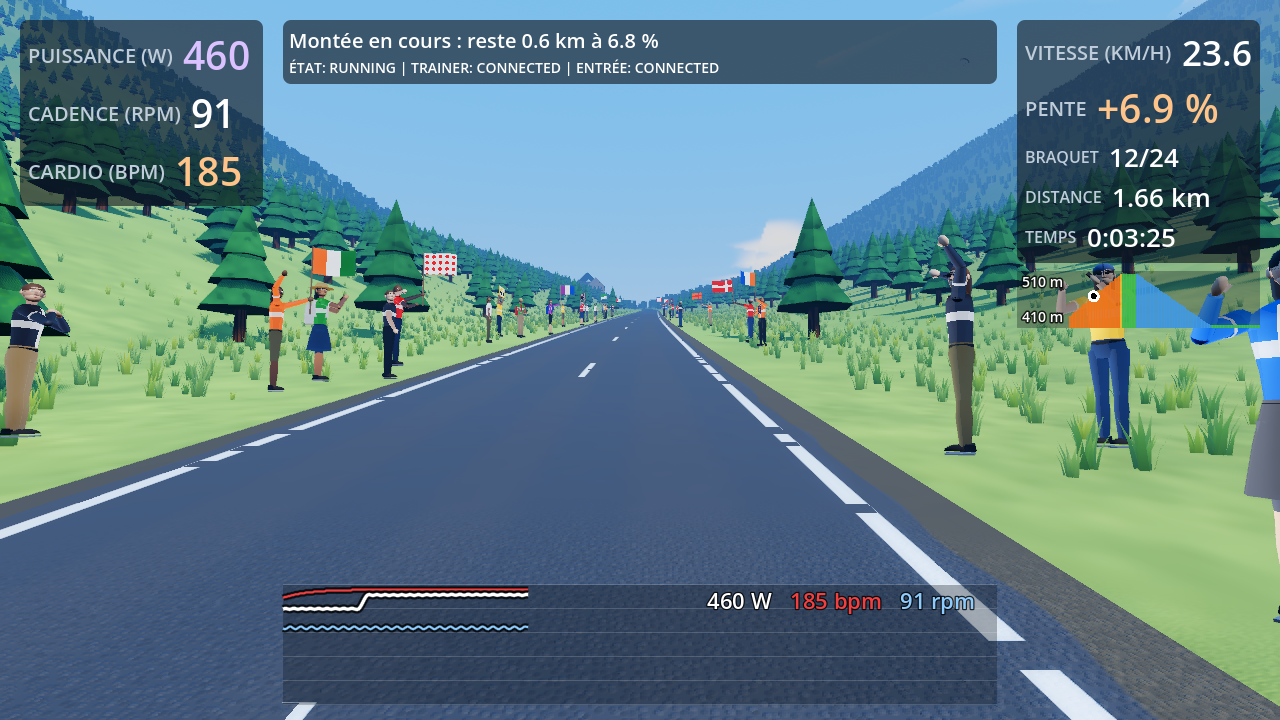 PUISSANCE (W) 460
CADENCE (RPM) 91
CARDIO (BPM) 185
Montée en cours : reste 0.6 km à 6.8 %
ÉTAT: RUNNING | TRAINER: CONNECTED | ENTRÉE: CONNECTED
VITESSE (KM/H) 23.6
PENTE +6.9 %
BRAQUET 12/24
DISTANCE 1.66 km
TEMPS 0:03:25
510 m
410 m
460 W 185 bpm 91 rpm